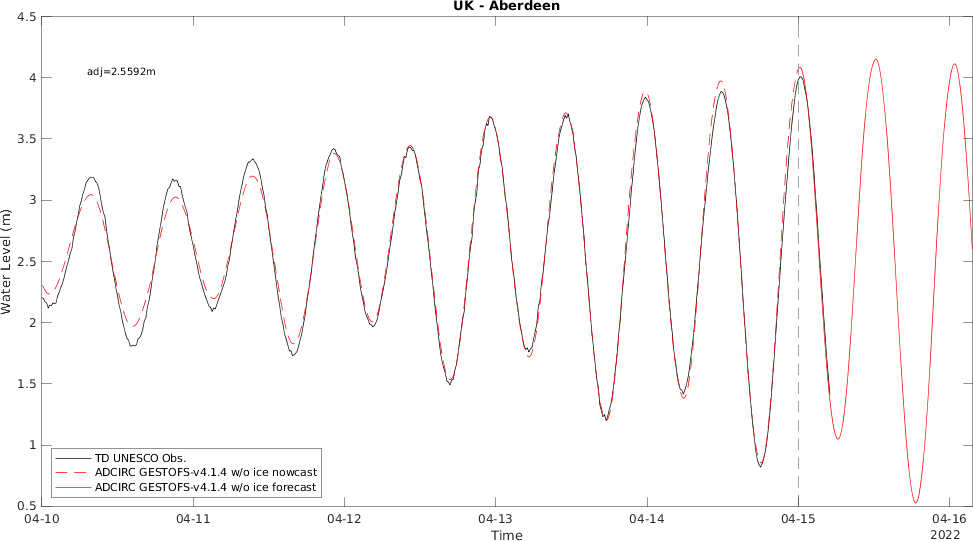 UK - Aberdeen
adj=2.5592m
Water Level (m)
4.5
4
3.5
3
2.5
2
1.5
1
0.5
TD UNESCO Obs.
ADCIRC GESTOFS-v4.1.4 w/o ice nowcast
ADCIRC GESTOFS-v4.1.4 w/o ice forecast
04-10 04-11 04-12 04-13 04-14 04-15 04-16
Time
2022